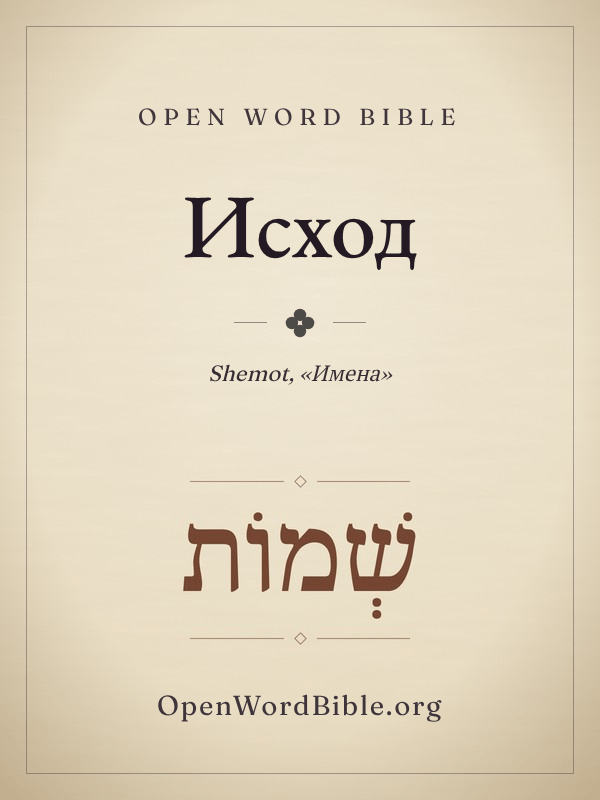 OPEN WORD BIBLE
Исход
Shemot, «Имена»
שְׁמוֹת
OpenWordBible.org